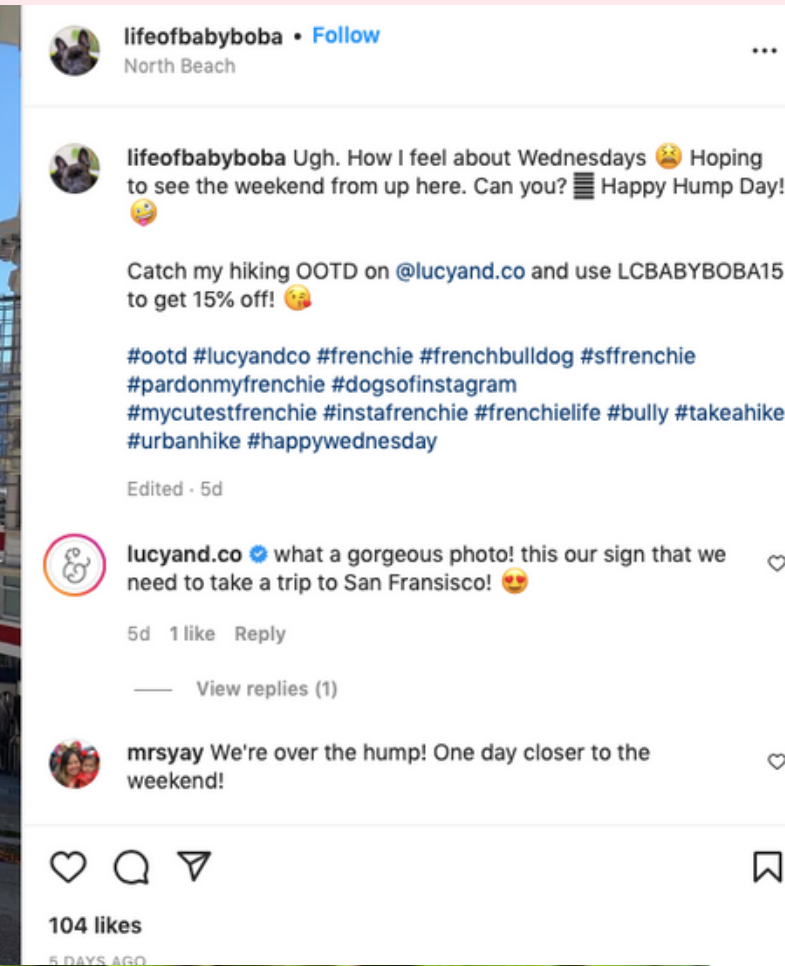 lifeofbabyboba • Follow
North Beach
lifeofbabyboba Ugh. How I feel about Wednesdays 😫 Hoping
to see the weekend from up here. Can you? Happy Hump Day!
🤪
Catch my hiking OOTD on @lucyand.co and use LCBABYBOBA15
to get 15% off! 😘
#ootd #lucyandco #frenchie #frenchbulldog #sffrenchie
#pardonmyfrenchie #dogsofinstagram
#mycutestfrenchie #instafrenchie #frenchielife #bully #takeahike
#urbanhike #happywednesday
Edited · 5d
lucyand.co what a gorgeous photo! this our sign that we
need to take a trip to San Fransisco! 😍
5d 1 like Reply
View replies (1)
mrsyay We're over the hump! One day closer to the
weekend!
104 likes
5 DAYS AGO